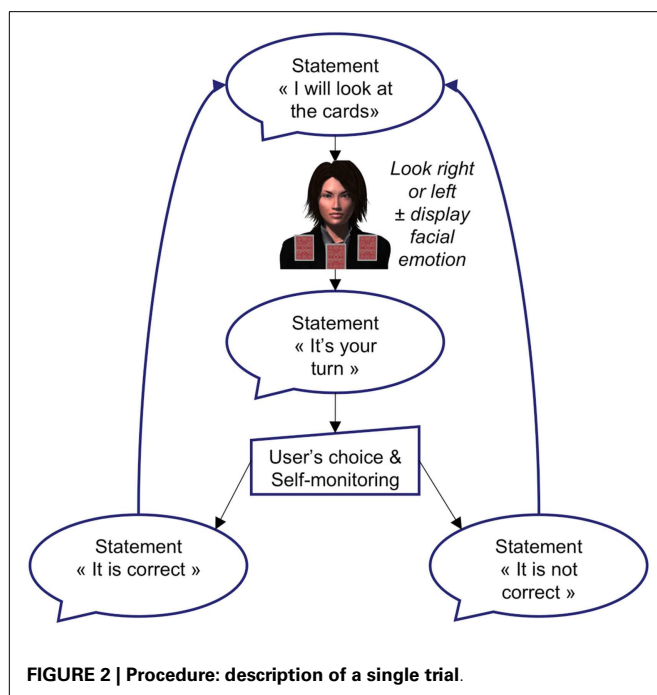 Statement
« I will look at
the cards»
Look right
or left
± display
facial
emotion
Statement
« It's your
turn »
User's choice &
Self-monitoring
Statement
« It is correct »
Statement
« It is not
correct »
FIGURE 2 | Procedure: description of a single trial.